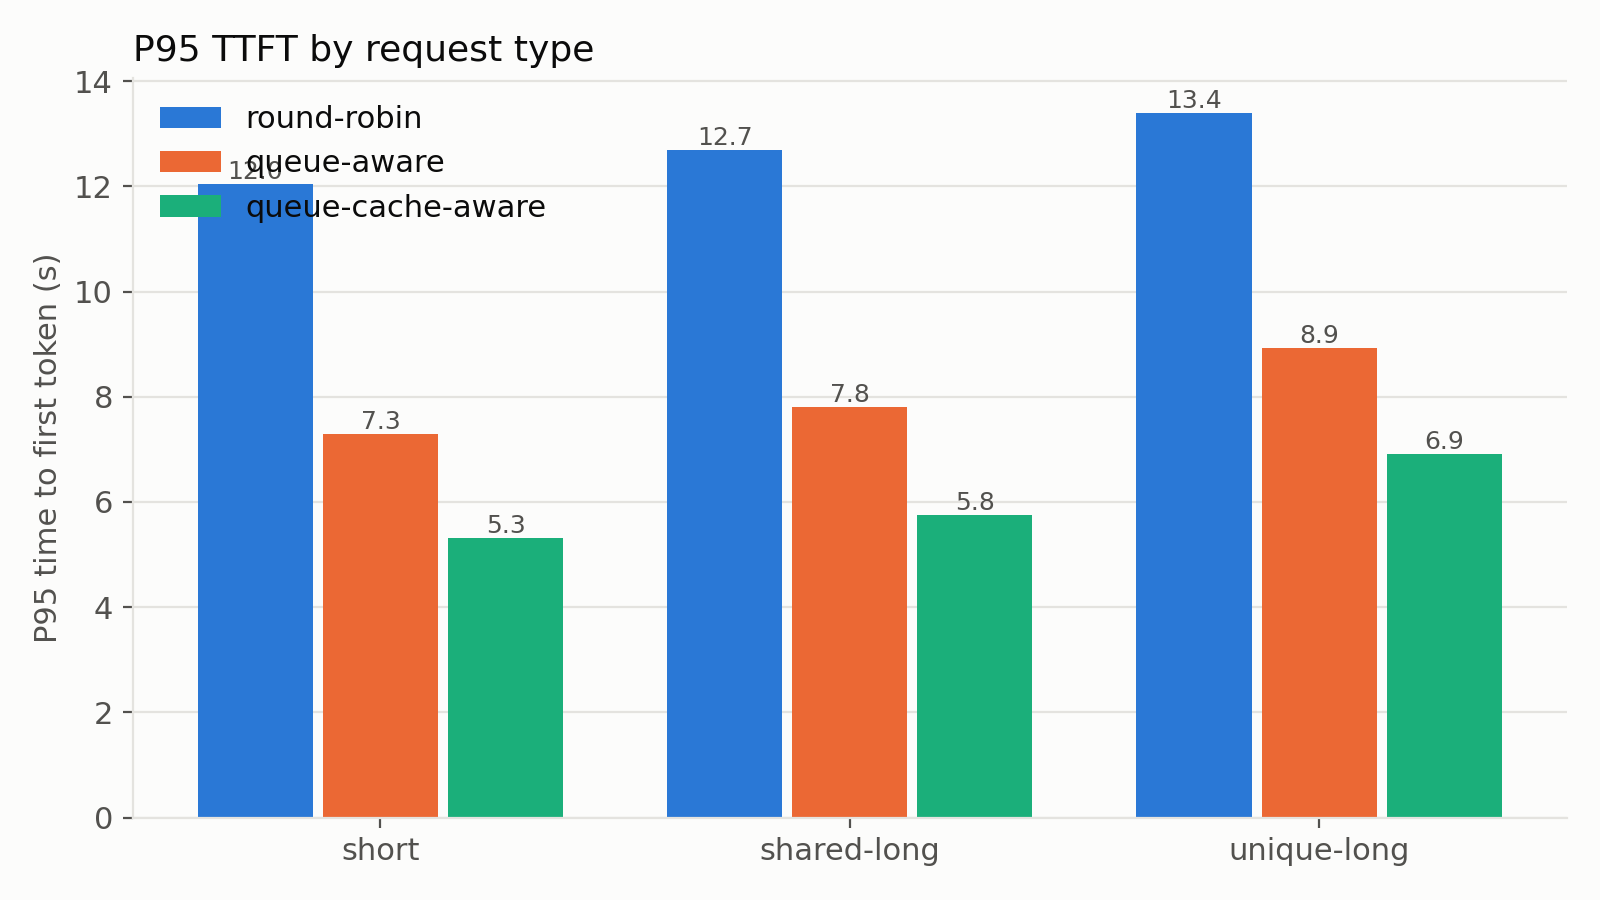 P95 TTFT by request type
P95 time to first token (s)
14
12
10
8
6
4
2
0
round-robin
queue-aware
queue-cache-aware
12.0
7.3
5.3
12.7
7.8
5.8
13.4
8.9
6.9
short
shared-long
unique-long